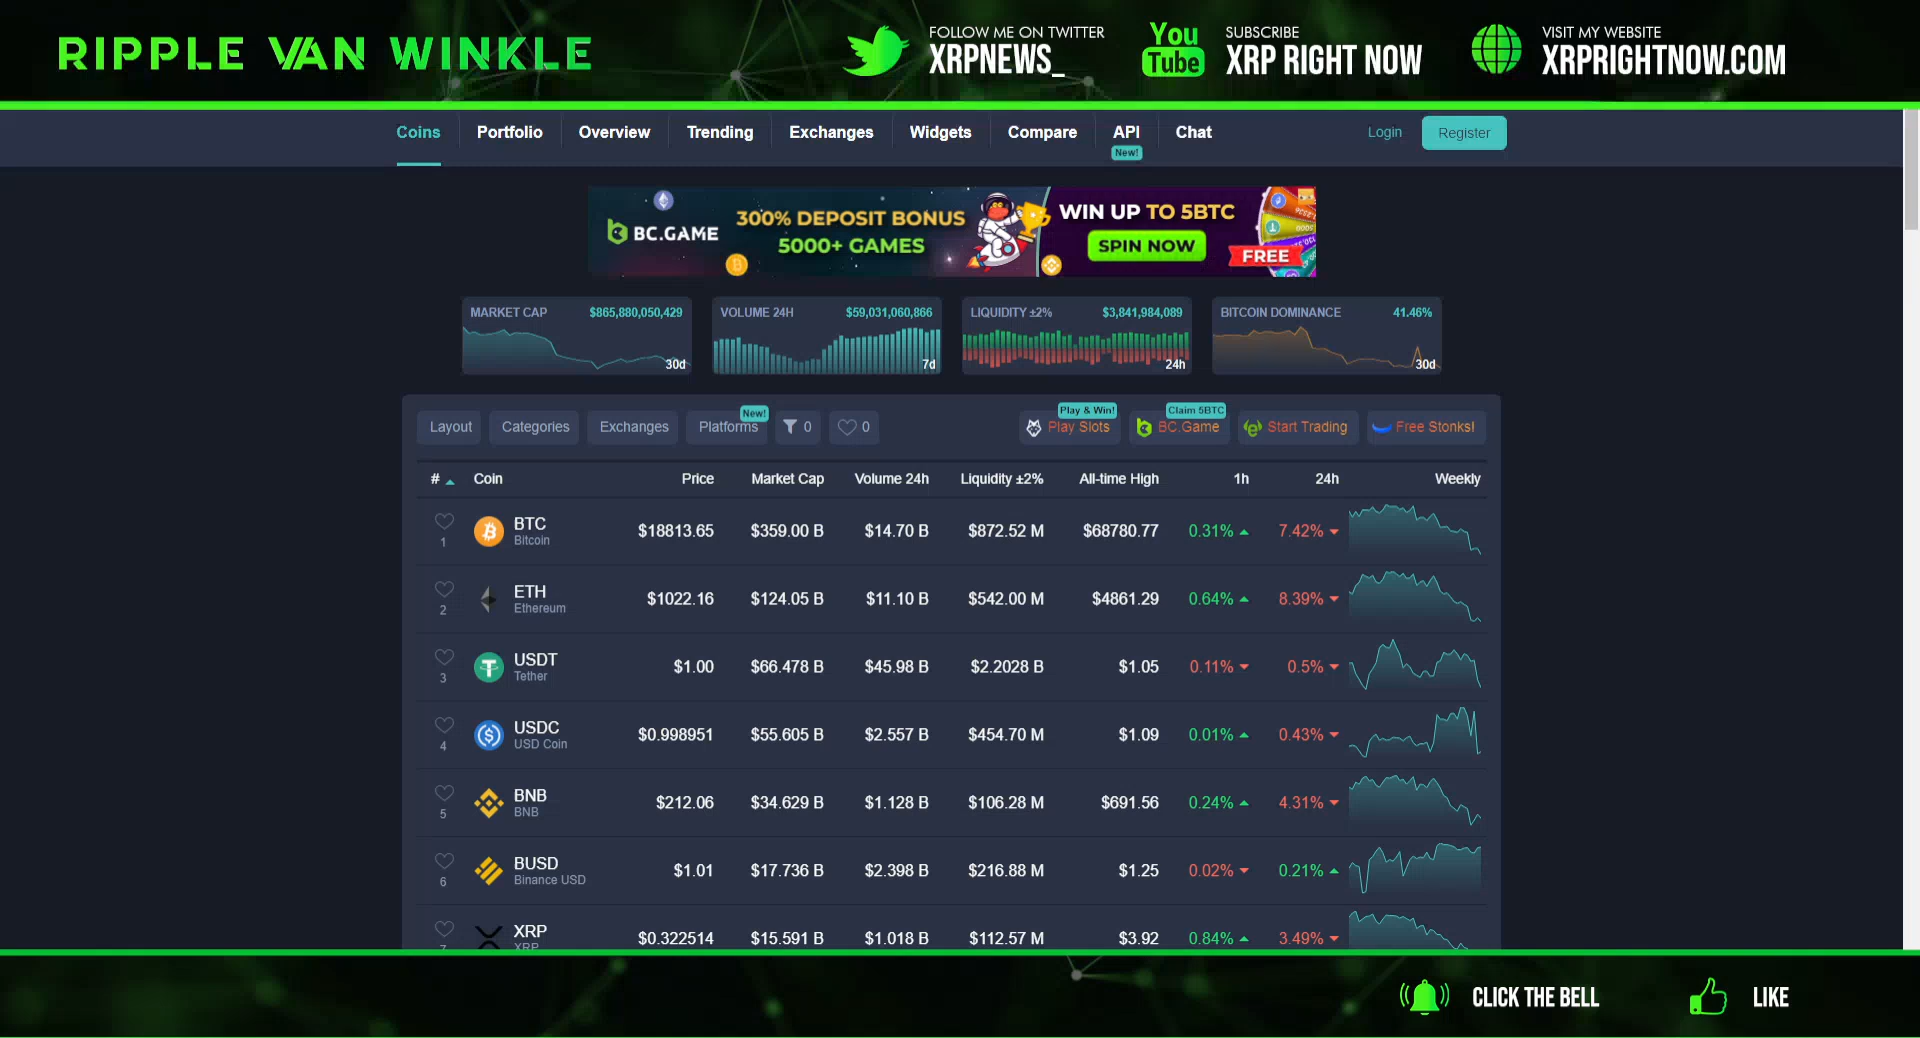 RIPPLE VAN WINKLE
FOLLOW ME ON TWITTER
XRPNEWS_
You
Tube
SUBSCRIBE
XRP RIGHT NOW
VISIT MY WEBSITE
XRPRIGHTNOW.COM
Coins Portfolio Overview Trending Exchanges Widgets Compare API Chat Login Register
New!
BC.GAME
300% DEPOSIT BONUS
5000+ GAMES
WIN UP TO 5BTC
SPIN NOW
FREE
MARKET CAP $865,880,050,429
30d
VOLUME 24H $59,031,060,866
7d
LIQUIDITY ±2% $3,841,984,089
24h
BITCOIN DOMINANCE 41.46%
30d
Layout Categories Exchanges Platforms New! 0 0
Play & Win!
Play Slots
Claim 5BTC
BC.Game
Start Trading
Free Stonks!
# Coin Price Market Cap Volume 24h Liquidity ±2% All-time High 1h 24h Weekly
1 BTC Bitcoin $18813.65 $359.00 B $14.70 B $872.52 M $68780.77 0.31% 7.42%
2 ETH Ethereum $1022.16 $124.05 B $11.10 B $542.00 M $4861.29 0.64% 8.39%
3 USDT Tether $1.00 $66.478 B $45.98 B $2.2028 B $1.05 0.11% 0.5%
4 USDC USD Coin $0.998951 $55.605 B $2.557 B $454.70 M $1.09 0.01% 0.43%
5 BNB BNB $212.06 $34.629 B $1.128 B $106.28 M $691.56 0.24% 4.31%
6 BUSD Binance USD $1.01 $17.736 B $2.398 B $216.88 M $1.25 0.02% 0.21%
7 XRP XRP $0.322514 $15.591 B $1.018 B $112.57 M $3.92 0.84% 3.49%
CLICK THE BELL
LIKE